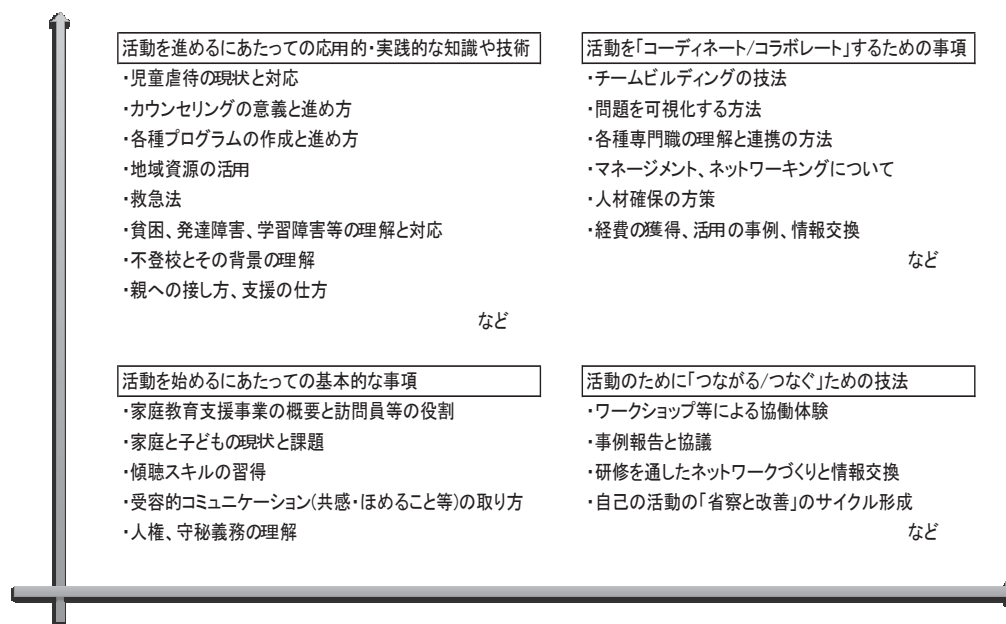 活動を進めるにあたっての応用的・実践的な知識や技術
・児童虐待の現状と対応
・カウンセリングの意義と進め方
・各種プログラムの作成と進め方
・地域資源の活用
・救急法
・貧困、発達障害、学習障害等の理解と対応
・不登校とその背景の理解
・親への接し方、支援の仕方
など
活動を「コーディネート/コラボレート」するための事項
・チームビルディングの技法
・問題を可視化する方法
・各種専門職の理解と連携の方法
・マネージメント、ネットワーキングについて
・人材確保の方策
・経費の獲得、活用の事例、情報交換
など
活動を始めるにあたっての基本的な事項
・家庭教育支援事業の概要と訪問員等の役割
・家庭と子どもの現状と課題
・傾聴スキルの習得
・受容的コミュニケーション(共感・ほめること等)の取り方
・人権、守秘義務の理解
活動のために「つながる/つなぐ」ための技法
・ワークショップ等による協働体験
・事例報告と協議
・研修を通したネットワークづくりと情報交換
・自己の活動の「省察と改善」のサイクル形成
など